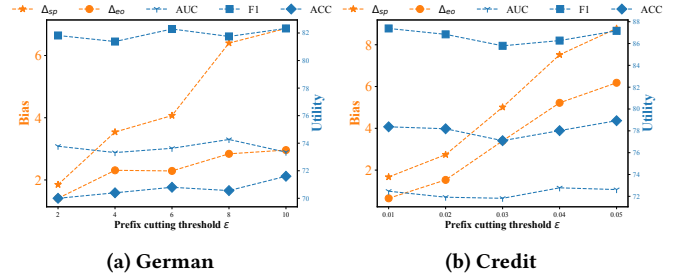 Δsp Δeo AUC F1 ACC
Bias
6
4
2
82
80
78
76
74
72
70
Utility
2 4 6 8 10
Prefix cutting threshold ε
(a) German
Δsp Δeo AUC F1 ACC
Bias
8
6
4
2
88
86
84
82
80
78
76
74
72
Utility
0.01 0.02 0.03 0.04 0.05
Prefix cutting threshold ε
(b) Credit